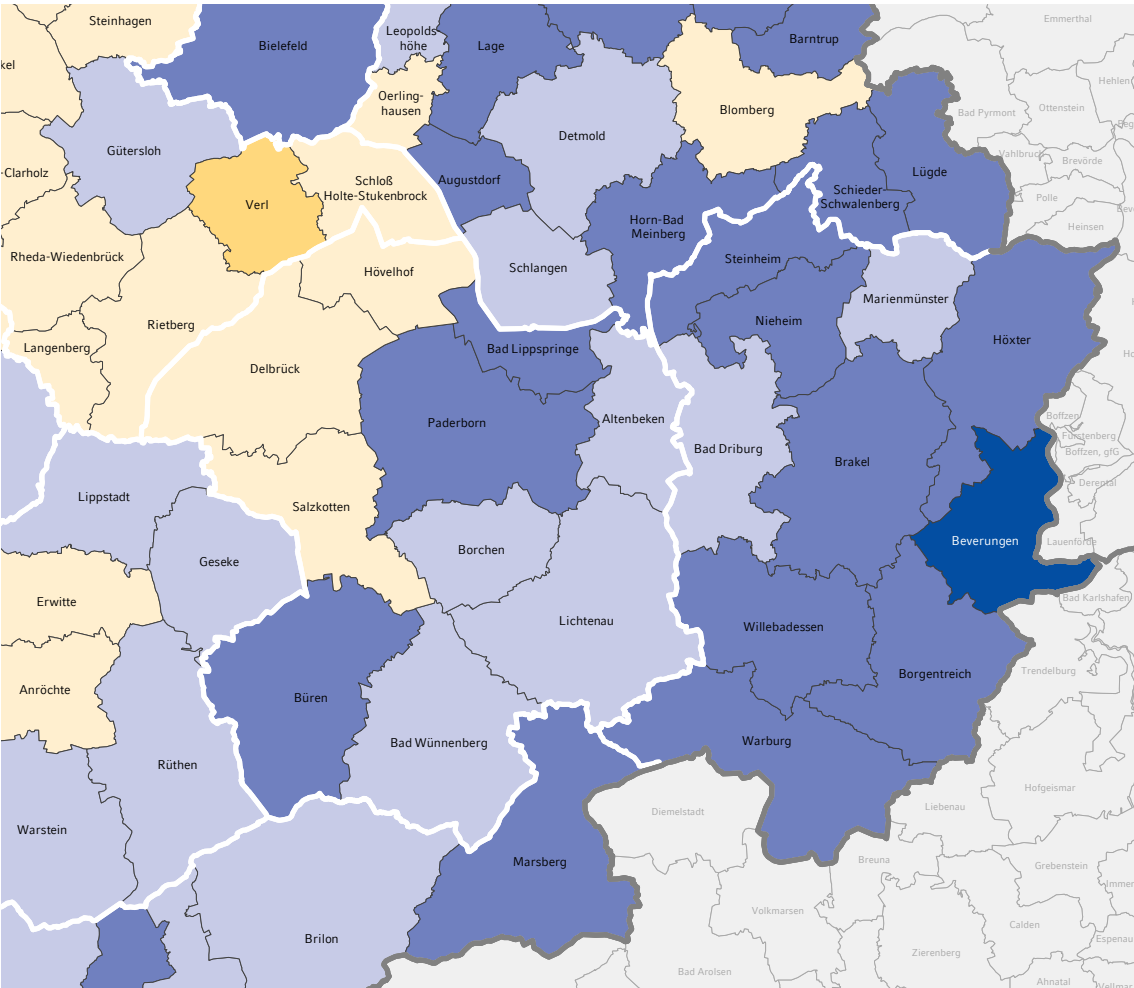 Steinhagen
Bielefeld
Leopolds
höhe
Lage
Barntrup
Emmerthal
kel
Oerling-
hausen
Blomberg
Hehlen
Ottenstein
Bad Pyrmont
Gütersloh
Detmold
Vahlbruch
Brevörde
-Clarholz
Verl
Schloß
Holte-Stukenbrock
Augustdorf
Schieder
Schwalenberg
Lügde
Polle
Heinsen
Horn-Bad
Meinberg
Rheda-Wiedenbrück
Hövelhof
Schlangen
Steinheim
Marienmünster
Rietberg
Nieheim
Höxter
Langenberg
Bad Lippspringe
Delbrück
Paderborn
Altenbeken
Bad Driburg
Brakel
Boffzen
Fürstenberg
Boffzen, gfG
Derental
Lippstadt
Salzkotten
Beverungen
Lauenförde
Geseke
Borchen
Erwitte
Lichtenau
Willebadessen
Bad Karlshafen
Anröchte
Büren
Borgentreich
Trendelburg
Rüthen
Bad Wünnenberg
Warburg
Hofgeismar
Warstein
Diemelstadt
Liebenau
Marsberg
Breuna
Grebenstein
Immer
Brilon
Volkmarsen
Calden
Espenau
Zierenberg
Bad Arolsen
Ahnatal
Vellmar